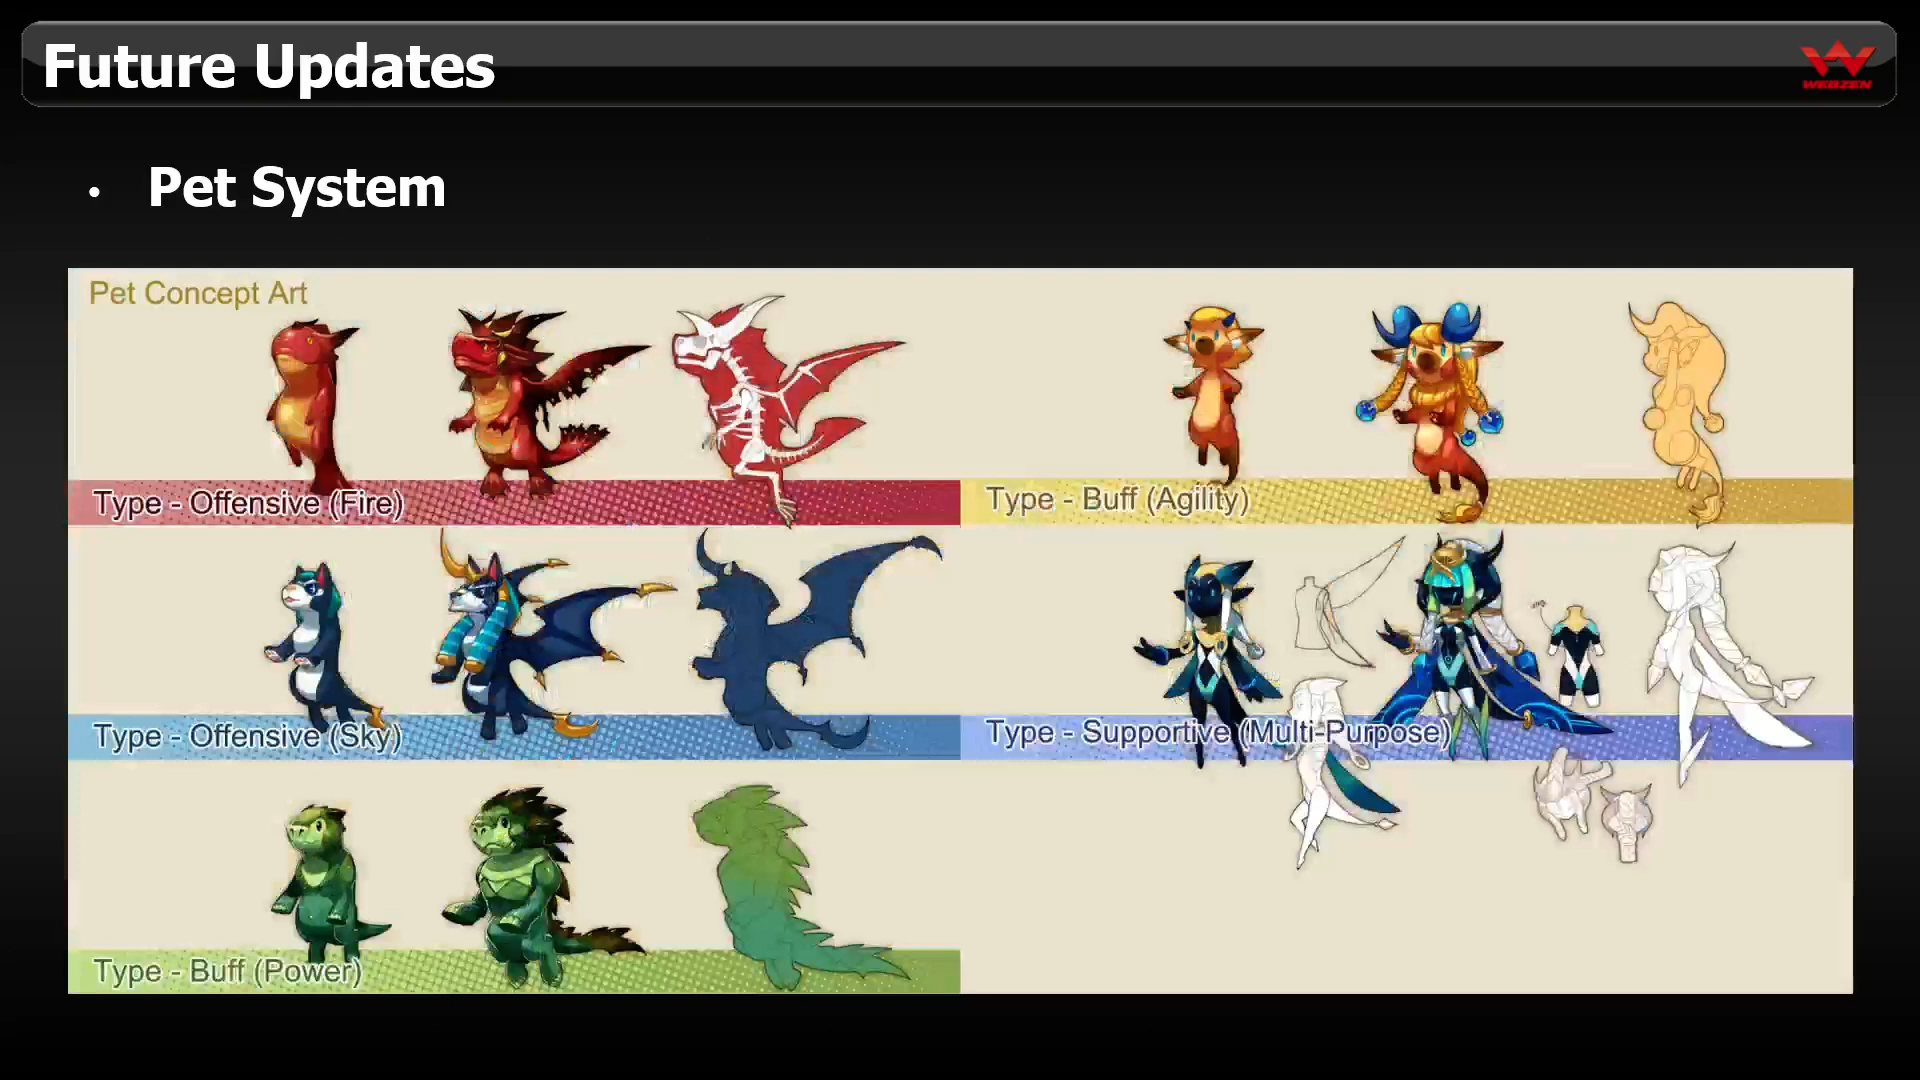 Future Updates
WEBZEN
• Pet System
Pet Concept Art
Type - Offensive (Fire)
Type - Buff (Agility)
Type - Offensive (Sky)
Type - Supportive (Multi-Purpose)
Type - Buff (Power)